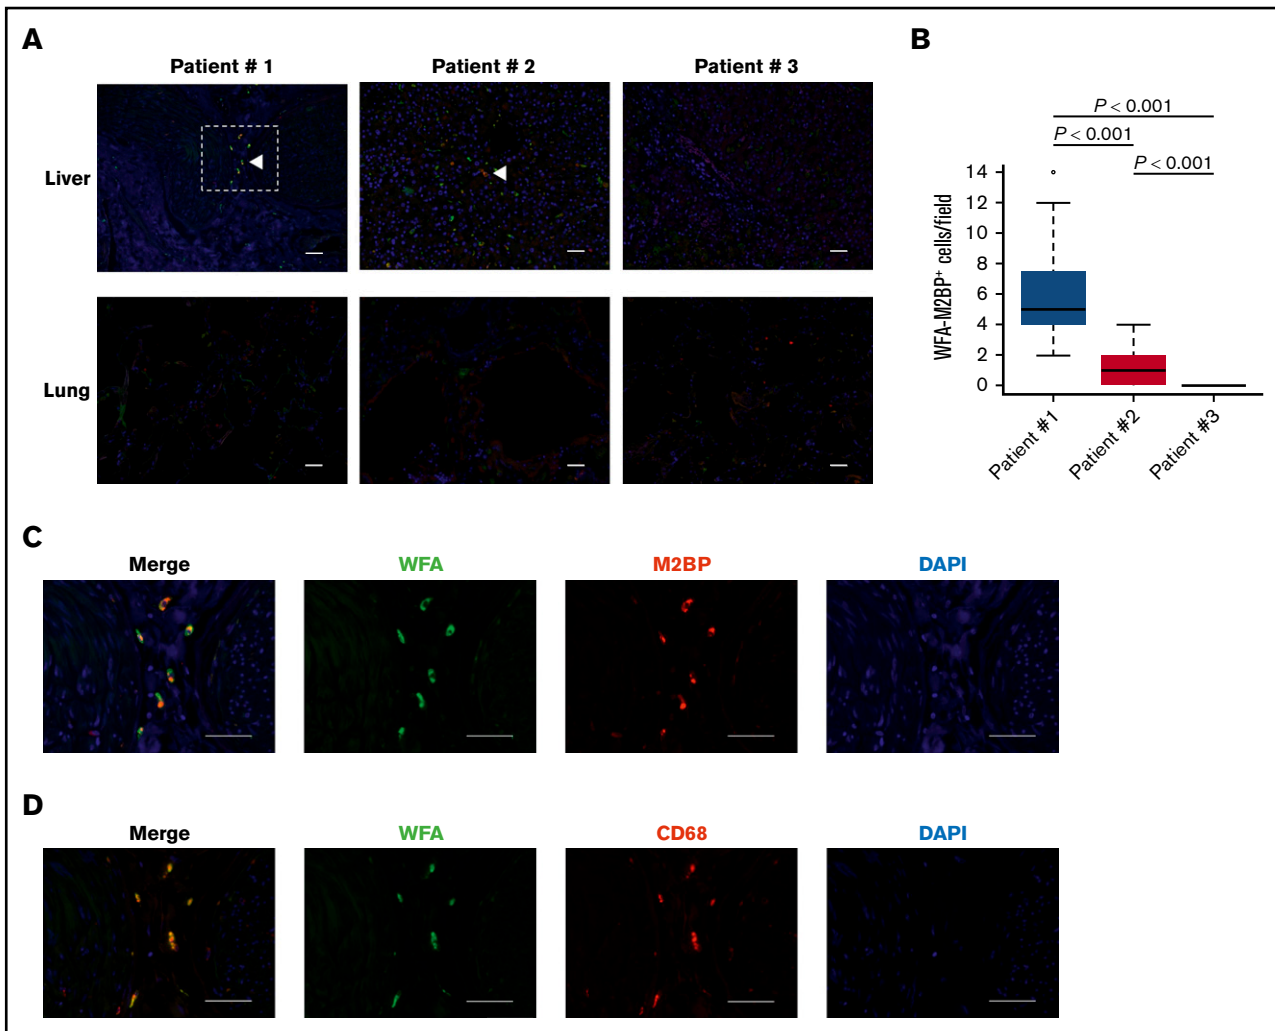 A
Patient # 1
Patient # 2
Patient # 3
Liver
Lung
B
P < 0.001
P < 0.001
P < 0.001
WFA-M2BP⁺ cells/field
14
12
10
8
6
4
2
0
Patient #1
Patient #2
Patient #3
C
Merge
WFA
M2BP
DAPI
D
Merge
WFA
CD68
DAPI